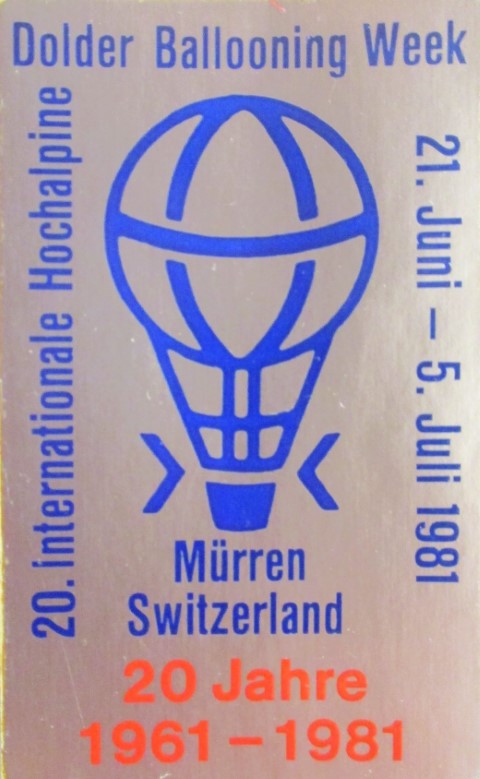 Dolder Ballooning Week
20. internationale Hochalpine
21. Juni – 5. Juli 1981
Mürren
Switzerland
20 Jahre
1961 – 1981